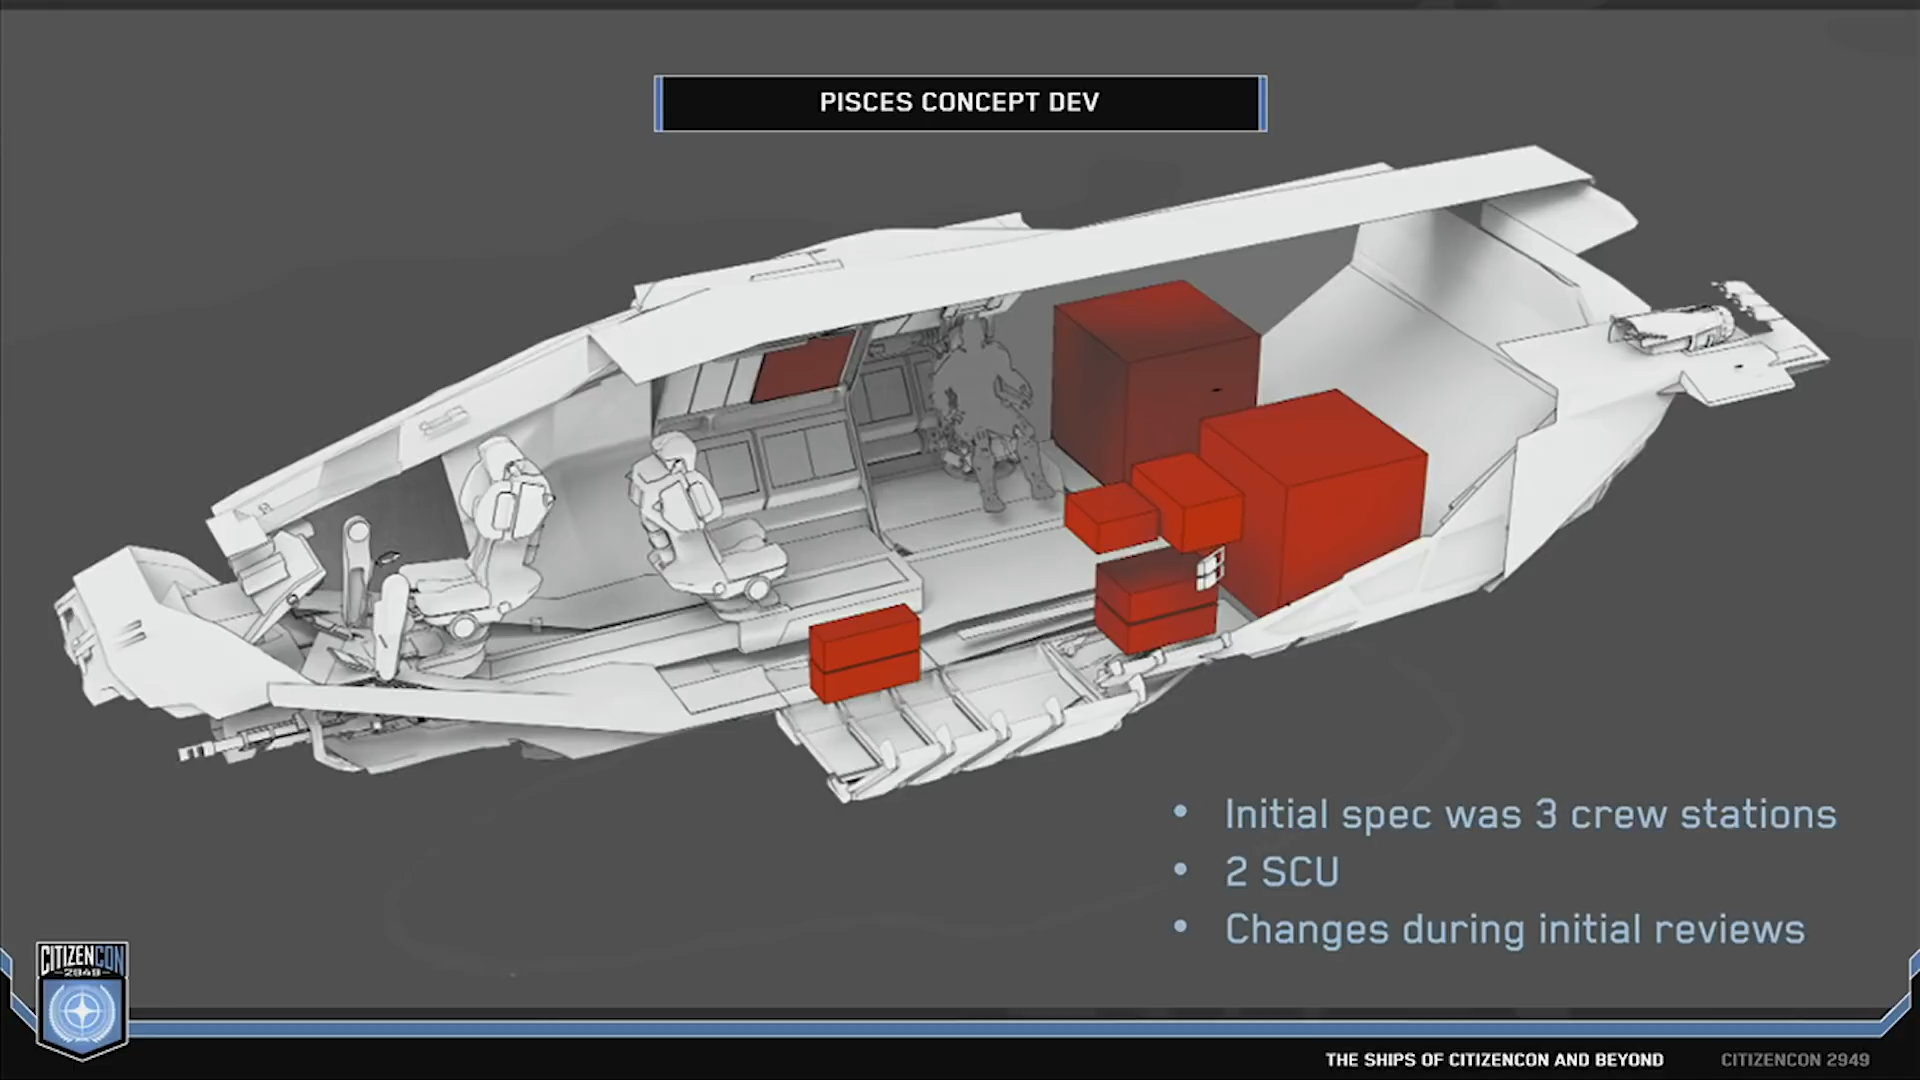 PISCES CONCEPT DEV
• Initial spec was 3 crew stations
• 2 SCU
• Changes during initial reviews
CITIZENCON
2949
THE SHIPS OF CITIZENCON AND BEYOND
CITIZENCON 2949